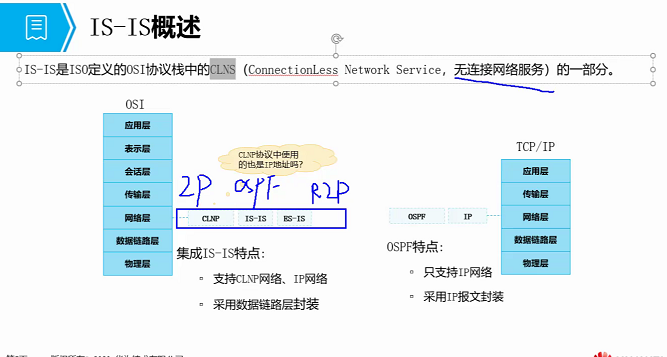 IS-IS概述
IS-IS是ISO定义的OSI协议栈中的CLNS（ConnectionLess Network Service，无连接网络服务）的一部分。
OSI
应用层
表示层
会话层
传输层
网络层
数据链路层
物理层
CLNP协议中使用
的也是IP地址吗？
IP OSPF R2P
CLNP IS-IS ES-IS
集成IS-IS特点：
支持CLNP网络、IP网络
采用数据链路层封装
TCP/IP
应用层
传输层
网络层
数据链路层
物理层
OSPF IP
OSPF特点：
只支持IP网络
采用IP报文封装